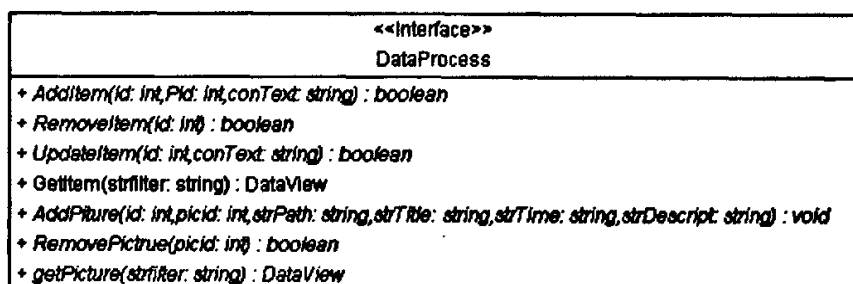 <<Interface>>
DataProcess
+ AddItem(id: int,Pid: int,conText: string) : boolean
+ RemoveItem(id: int) : boolean
+ UpdateItem(id: int,conText: string) : boolean
+ GetItem(strfilter: string) : DataView
+ AddPiture(id: int,picid: int,strPath: string,strTitle: string,strTime: string,strDescript: string) : void
+ RemovePictrue(picid: int) : boolean
+ getPicture(strfilter: string) : DataView